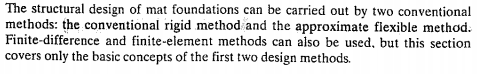 The structural design of mat foundations can be carried out by two conventional
methods: the conventional rigid method and the approximate flexible method.
Finite-difference and finite-element methods can also be used, but this section
covers only the basic concepts of the first two design methods.